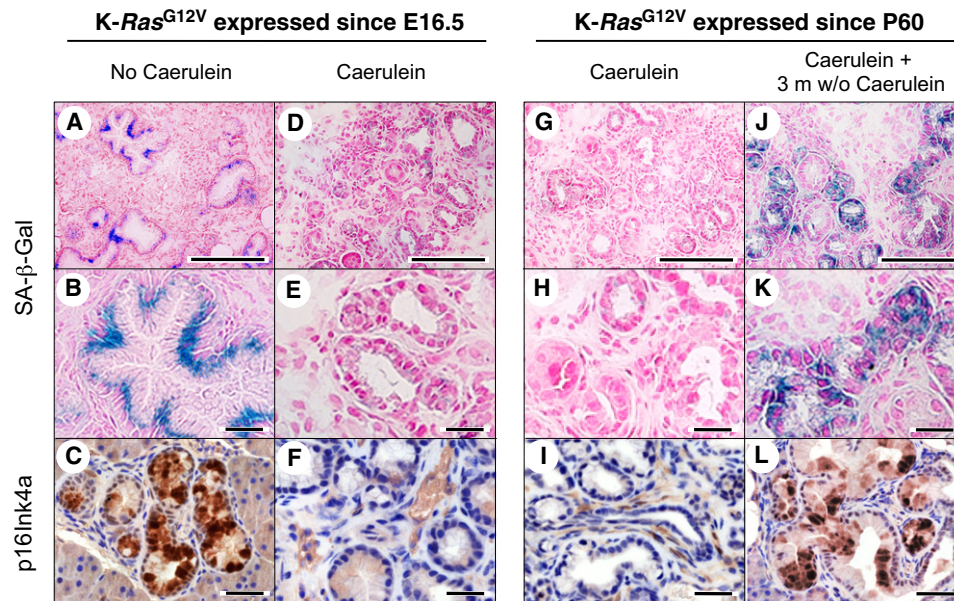 K-RasG12V expressed since E16.5
K-RasG12V expressed since P60
No Caerulein
Caerulein
Caerulein
Caerulein +
3 m w/o Caerulein
SA-β-Gal
p16Ink4a
A
D
G
J
B
E
H
K
C
F
I
L